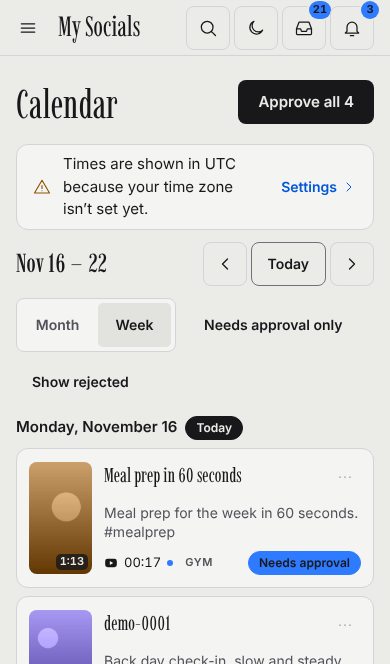 My Socials
21
3
Calendar
Approve all 4
Times are shown in UTC
because your time zone
isn’t set yet.
Settings
Nov 16 – 22
Today
Month
Week
Needs approval only
Show rejected
Monday, November 16
Today
Meal prep in 60 seconds
Meal prep for the week in 60 seconds.
#mealprep
1:13
00:17
GYM
Needs approval
demo-0001
Back day check-in, slow and steady